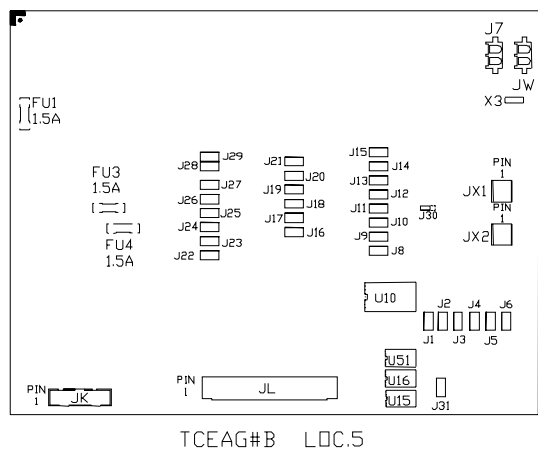 J7
JW
X3
FU1
1.5A
J29
J28
J27
J26
J25
J24
J23
J22
J21
J20
J19
J18
J17
J16
J15
J14
J13
J12
J11
J10
J9
J8
J30
PIN
1
JX1
PIN
1
JX2
FU3
1.5A
FU4
1.5A
U10
J2
J4
J6
J1
J3
J5
U51
U16
U15
J31
PIN
1
JK
PIN
1
JL
TCEAG#B LOC.5